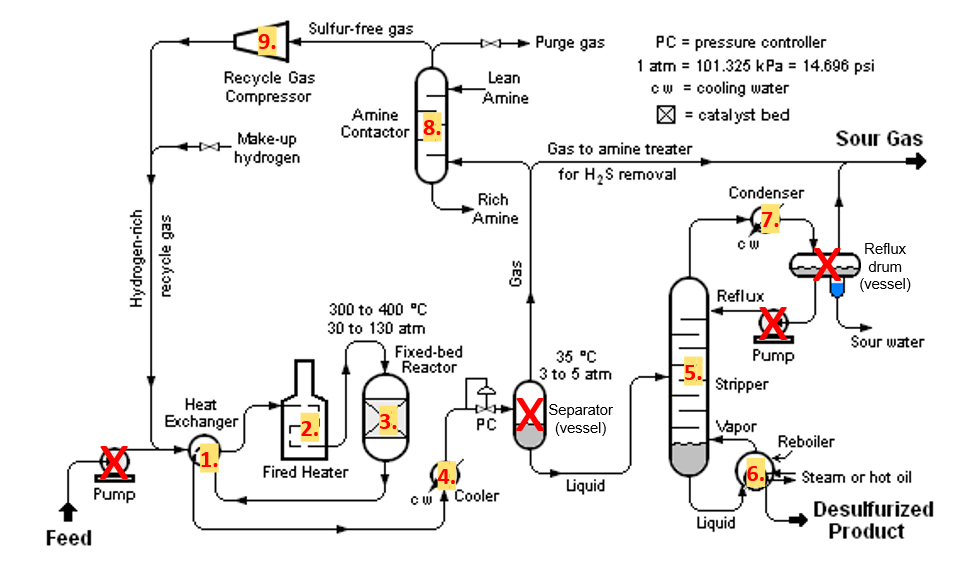 9.
Sulfur-free gas
Purge gas
PC = pressure controller
1 atm = 101.325 kPa = 14.696 psi
c w = cooling water
= catalyst bed
Recycle Gas
Compressor
Lean
Amine
Amine
Contactor
8.
Make-up
hydrogen
Sour Gas
Gas to amine treater
for H₂S removal
Rich
Amine
Condenser
7.
c w
Hydrogen-rich
recycle gas
Gas
Reflux
drum
(vessel)
X
Reflux
X
Pump
Sour water
300 to 400 ºC
30 to 130 atm
Fixed-bed
Reactor
35 ºC
3 to 5 atm
5.
Stripper
Heat
Exchanger
2.
3.
PC
X
Separator
(vessel)
Vapor
Reboiler
1.
Fired Heater
4.
c w
Cooler
6.
Steam or hot oil
X
Pump
Liquid
Liquid
Desulfurized
Product
Feed